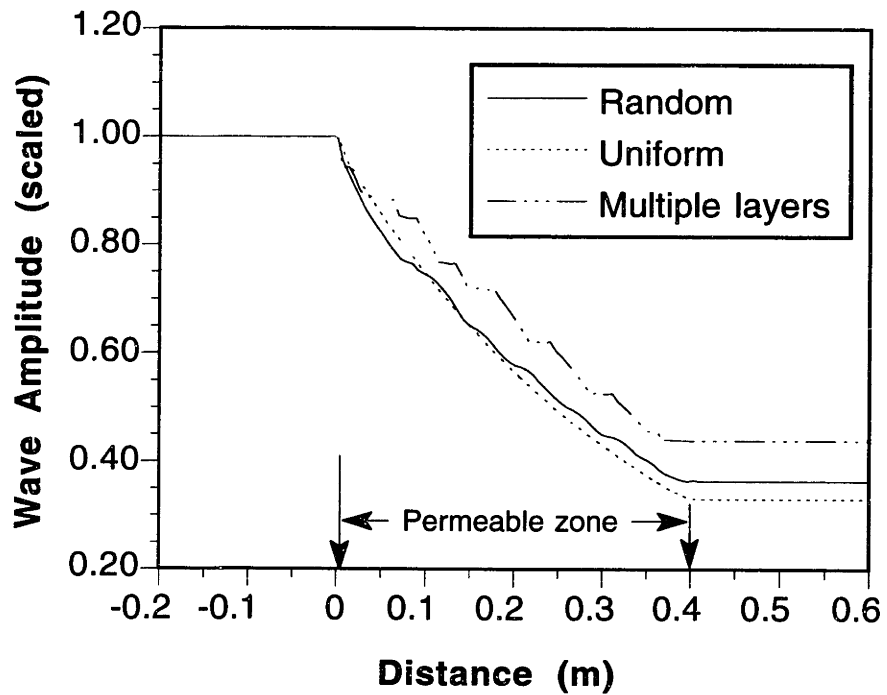 Wave Amplitude (scaled)
1.20
1.00
0.80
0.60
0.40
0.20
Random
Uniform
Multiple layers
Permeable zone
-0.2 -0.1 0 0.1 0.2 0.3 0.4 0.5 0.6
Distance (m)